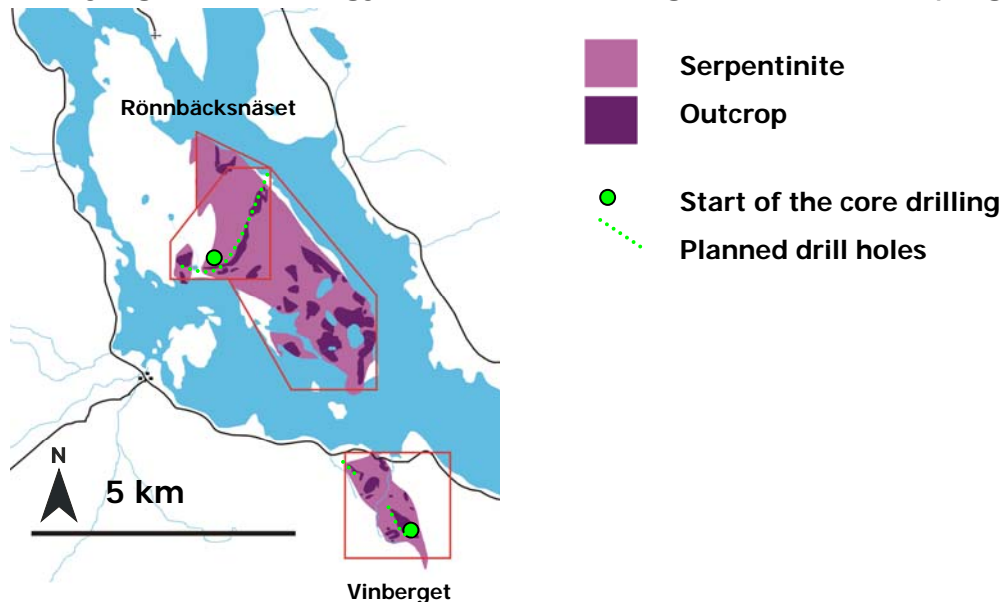 Rönnbäcksnäset
Serpentinite
Outcrop
Start of the core drilling
Planned drill holes
N
5 km
Vinberget